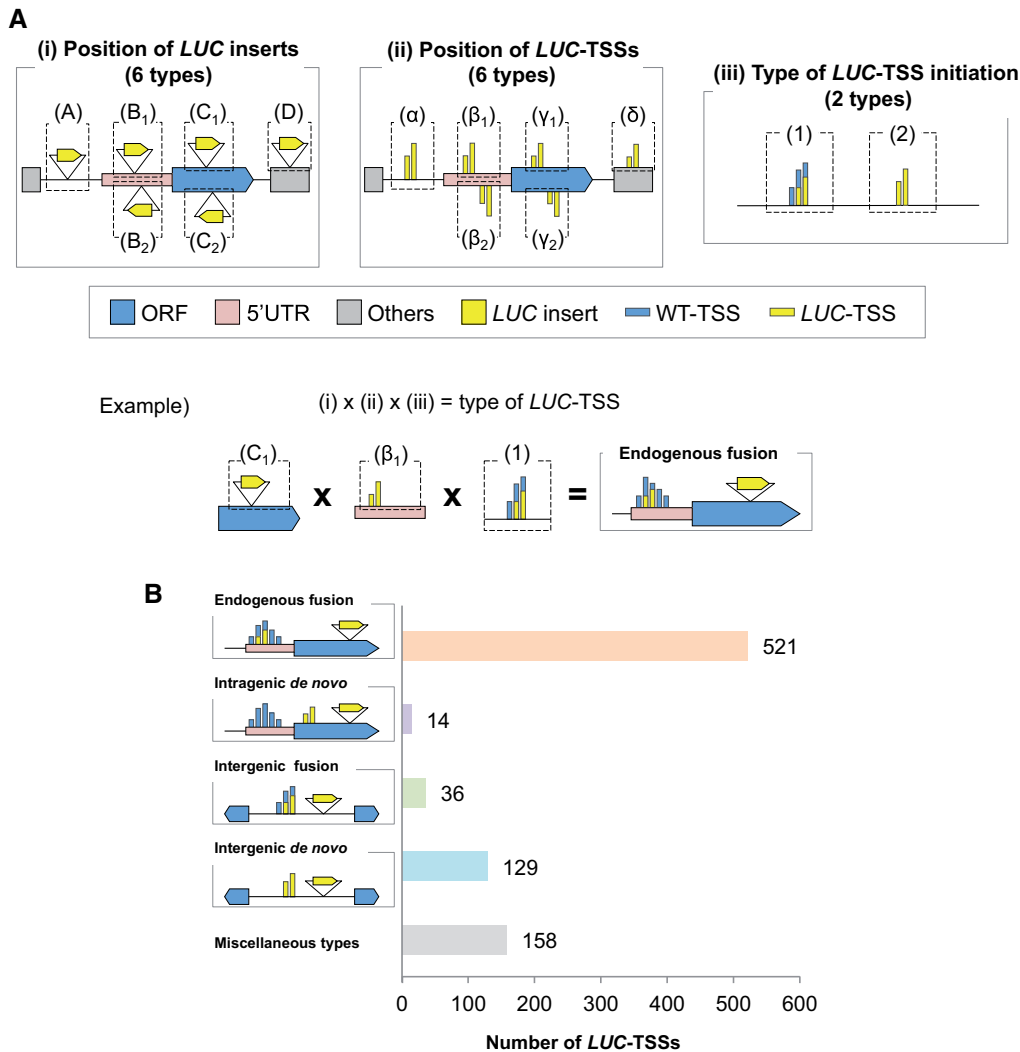 A
(i) Position of LUC inserts
(6 types)
(A) (B1) (C1) (D)
(B2) (C2)
(ii) Position of LUC-TSSs
(6 types)
(α) (β1) (γ1) (δ)
(β2) (γ2)
(iii) Type of LUC-TSS initiation
(2 types)
(1) (2)
ORF 5'UTR Others LUC insert WT-TSS LUC-TSS
Example) (i) x (ii) x (iii) = type of LUC-TSS
(C1) (β1) (1) Endogenous fusion
x x =
B
Endogenous fusion
521
Intragenic de novo
14
Intergenic fusion
36
Intergenic de novo
129
Miscellaneous types
158
0 100 200 300 400 500 600
Number of LUC-TSSs